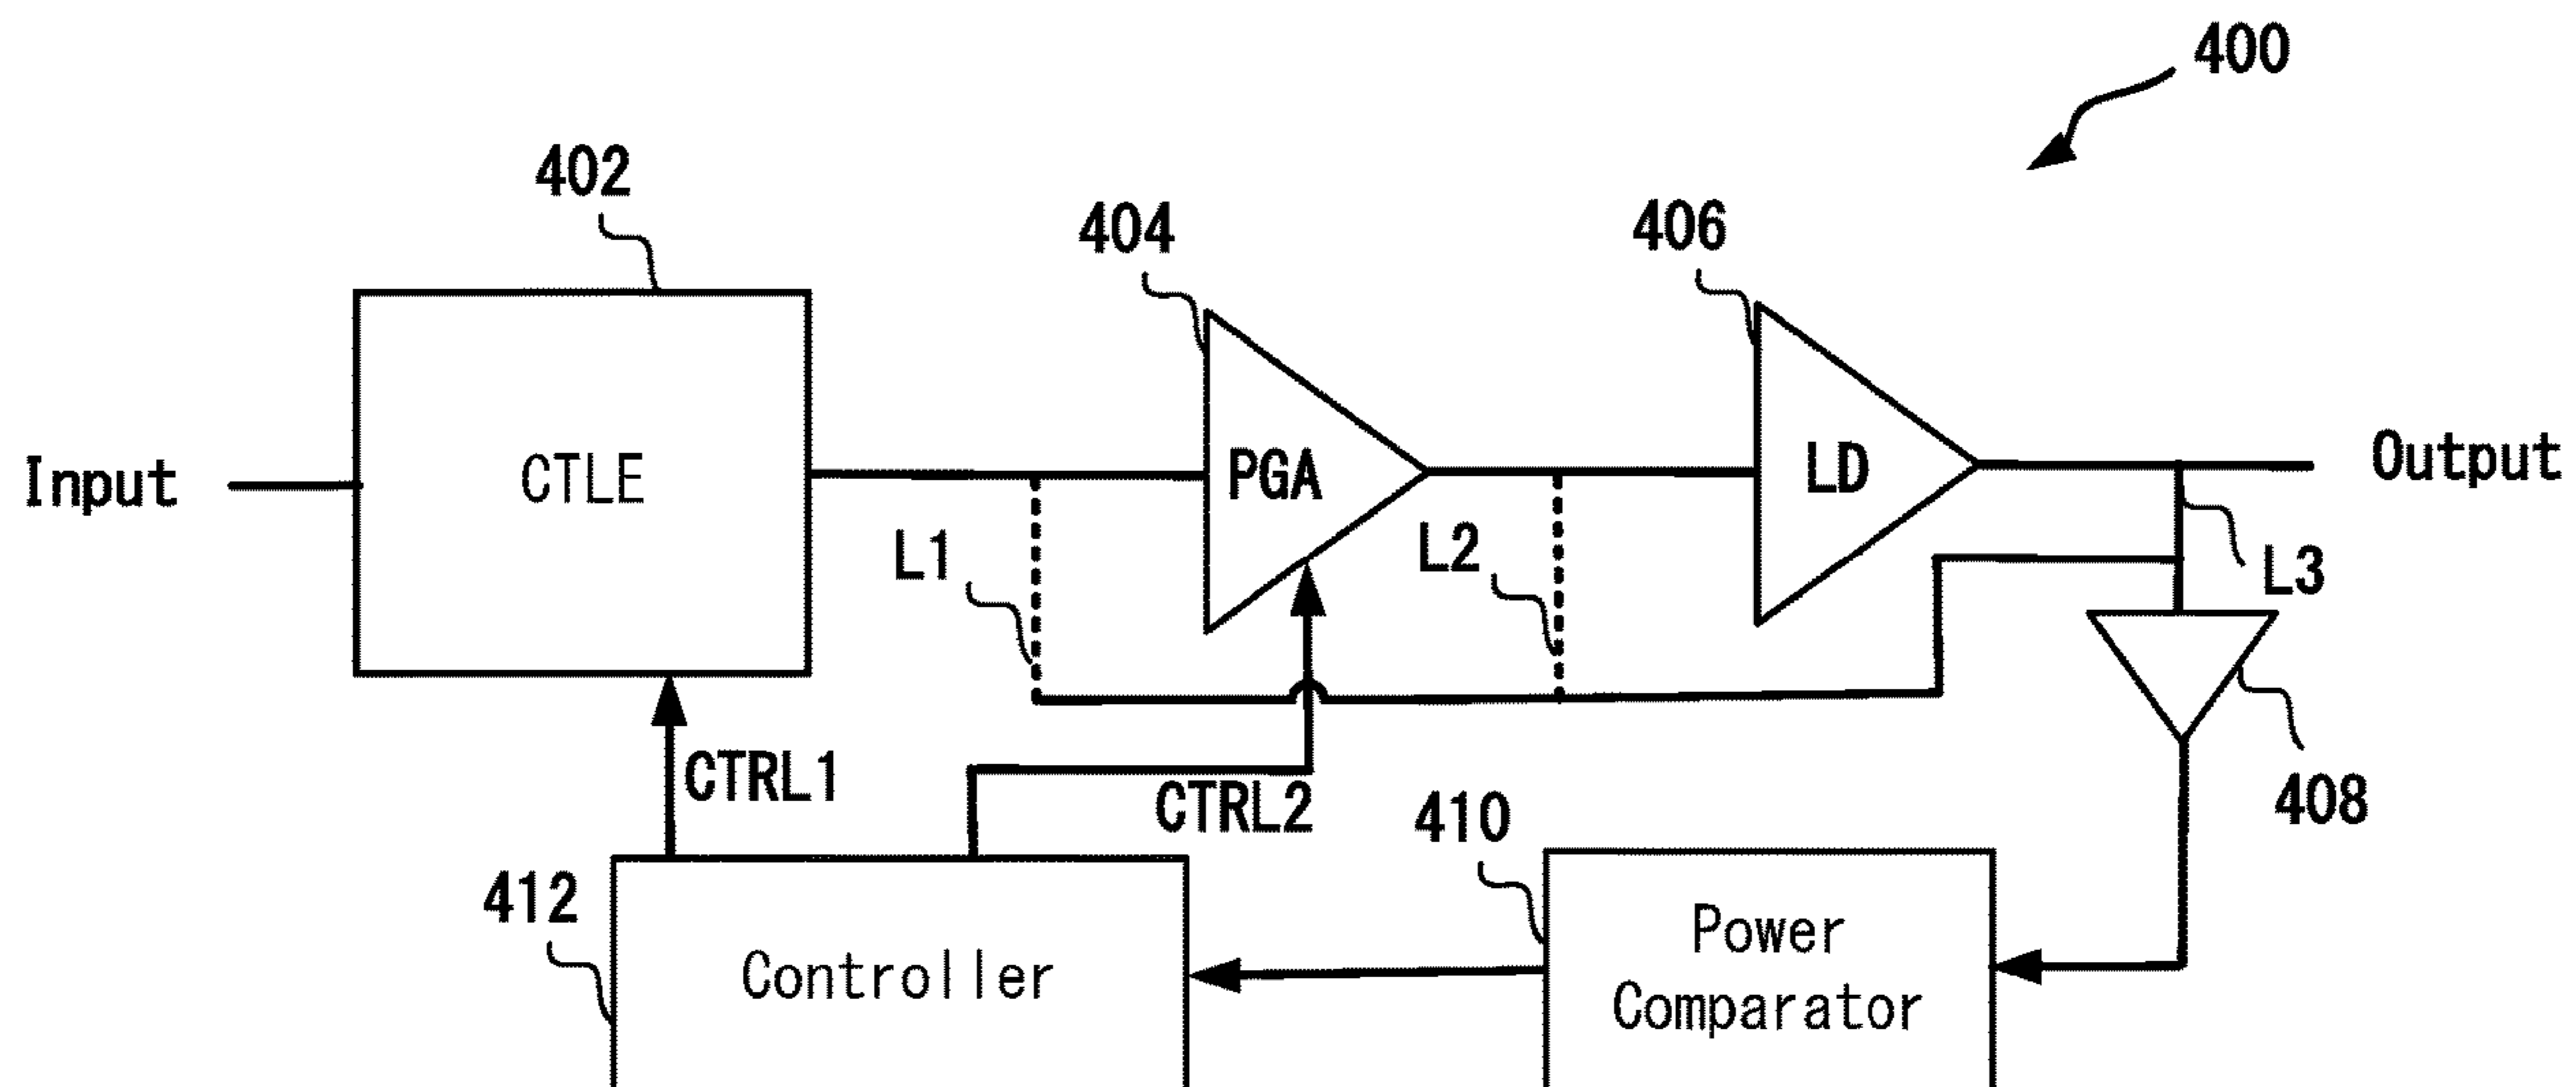 400
402
404
406
Input
CTLE
PGA
LD
Output
L1
L2
L3
CTRL1
CTRL2
408
410
412
Controller
Power
Comparator